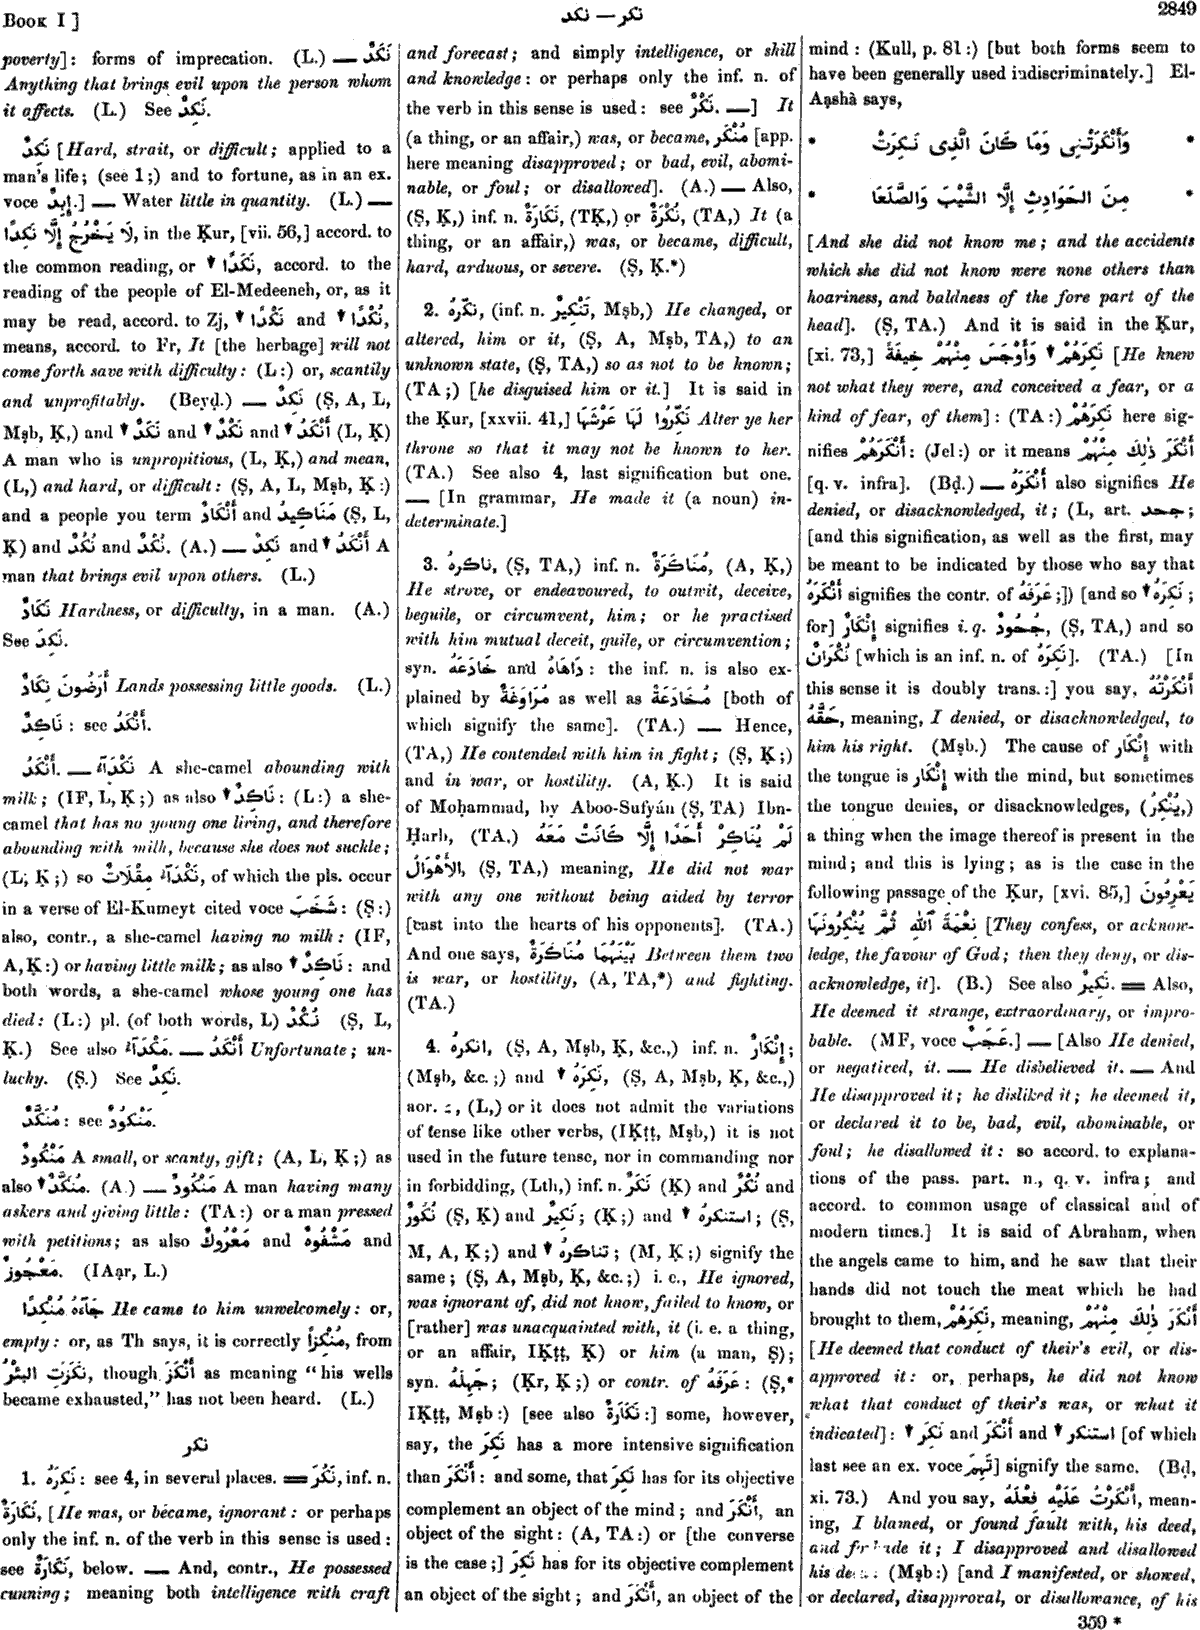 BOOK I]
نكد — نكر
2849
poverty]: forms of imprecation. (L.) — نَكَدٌ
Anything that brings evil upon the person whom
it affects. (L.) See نَكِدٌ.
نَكِدٌ [Hard, strait, or difficult; applied to a
man's life; (see 1;) and to fortune, as in an ex.
voce إِبِدٌ.] — Water little in quantity. (L.) —
لَا يَخْرُجُ إِلَّا نَكِدًا, in the Ḳur, [vii. 56,] accord. to
the common reading, or ↓ نَكَدًا, accord. to the
reading of the people of El-Medeeneh, or, as it
may be read, accord. to Zj, ↓ نَكْدًا and ↓ نُكْدًا,
means, accord. to Fr, It [the herbage] will not
come forth save with difficulty: (L:) or, scantily
and unprofitably. (Beyḍ.) — نَكِدٌ (Ṣ, A, L,
Mṣb, Ḳ,) and ↓ نَكَدٌ and ↓ نَكْدٌ and ↓ أَنْكَدُ (L, Ḳ)
A man who is unpropitious, (L, Ḳ,) and mean,
(L,) and hard, or difficult: (Ṣ, A, L, Mṣb, Ḳ:)
and a people you term أَنْكَادٌ and مَنَاكِيدُ (Ṣ, L,
Ḳ) and نُكْدٌ and نُكُدٌ. (A.) — نَكِدٌ and ↓ أَنْكَدُ A
man that brings evil upon others. (L.)
نَكَادٌ Hardness, or difficulty, in a man. (A.)
See نَكِدَ.
أَرَضُونَ نِكَادٌ Lands possessing little goods. (L.)
نَاكِدٌ: see أَنْكَدُ.
أَنْكَدُ. — نَكْدَآءُ A she-camel abounding with
milk; (IF, L, Ḳ;) as also ↓ نَاكِدٌ: (L:) a she-
camel that has no young one living, and therefore
abounding with milk, because she does not suckle;
(L, Ḳ;) so نَكْدَآءُ مِقْلَاتٌ, of which the pls. occur
in a verse of El-Kumeyt cited voce شَخَبَ: (Ṣ:)
also, contr., a she-camel having no milk: (IF,
A, Ḳ:) or having little milk; as also ↓ نَاكِدٌ: and
both words, a she-camel whose young one has
died: (L:) pl. (of both words, L) نُكْدٌ (Ṣ, L,
Ḳ.) See also مَكْدَآءُ. — أَنْكَدُ Unfortunate; un-
lucky. (Ṣ.) See نَكِدٌ.
مُنَكَّدٌ: see مَنْكُودٌ.
مَنْكُودٌ A small, or scanty, gift; (A, L, Ḳ;) as
also ↓ مُنَكَّدٌ. (A.) — مَنْكُودٌ A man having many
askers and giving little: (TA:) or a man pressed
with petitions; as also مَعْرُوكٌ and مَشْفُوهٌ and
مَعْجُوزٌ. (IAạr, L.)
جَآءَهُ مُنْكِدًا He came to him unwelcomely: or,
empty: or, as Th says, it is correctly مُنْكِزًا, from
نَكَزَتِ البِئْرُ, though أَنْكَزَ as meaning "his wells
became exhausted," has not been heard. (L.)
نكر
1. نَكِرَهُ: see 4, in several places. == نَكُرَ, inf. n.
نَكَارَةٌ, [He was, or became, ignorant: or perhaps
only the inf. n. of the verb in this sense is used:
see نَكَارَةٌ, below. — And, contr., He possessed
cunning; meaning both intelligence with craft
and forecast; and simply intelligence, or skill
and knowledge: or perhaps only the inf. n. of
the verb in this sense is used: see نُكْرٌ. —] It
(a thing, or an affair,) was, or became, مُنْكَر [app.
here meaning disapproved; or bad, evil, abomi-
nable, or foul; or disallowed]. (A.) — Also,
(Ṣ, Ḳ,) inf. n. نَكَارَةٌ, (TḲ,) or نُكْرَةٌ, (TA,) It (a
thing, or an affair,) was, or became, difficult,
hard, arduous, or severe. (Ṣ, Ḳ.*)
2. نكّرهُ, (inf. n. تَنْكِيرٌ, Mṣb,) He changed, or
altered, him or it, (Ṣ, A, Mṣb, TA,) to an
unknown state, (Ṣ, TA,) so as not to be known;
(TA;) [he disguised him or it.] It is said in
the Ḳur, [xxvii. 41,] نَكِّرُوا لَهَا عَرْشَهَا Alter ye her
throne so that it may not be known to her.
(TA.) See also 4, last signification but one.
— [In grammar, He made it (a noun) in-
determinate.]
3. ناكرهُ, (Ṣ, TA,) inf. n. مُنَاكَرَةٌ, (A, Ḳ,)
He strove, or endeavoured, to outwit, deceive,
beguile, or circumvent, him; or he practised
with him mutual deceit, guile, or circumvention;
syn. خَادَعَهُ and دَاهَاهُ: the inf. n. is also ex-
plained by مُرَاوَغَةٌ as well as مُخَادَعَةٌ [both of
which signify the same]. (TA.) — Hence,
(TA,) He contended with him in fight; (Ṣ, Ḳ;)
and in war, or hostility. (A, Ḳ.) It is said
of Moḥammad, by Aboo-Sufyán (Ṣ, TA) Ibn-
Ḥarb, (TA,) لَمْ يُنَاكِرْ أَحَدًا إِلَّا كَانَتْ مَعَهُ
الأَهْوَالُ, (Ṣ, TA,) meaning, He did not war
with any one without being aided by terror
[cast into the hearts of his opponents]. (TA.)
And one says, بَيْنَهُمَا مُنَاكَرَةٌ Between them two
is war, or hostility, (A, TA,*) and fighting.
(TA.)
4. انكرهُ, (Ṣ, A, Mṣb, Ḳ, &c.,) inf. n. إِنْكَارٌ;
(Mṣb, &c.;) and ↓ نَكِرَهُ, (Ṣ, A, Mṣb, Ḳ, &c.,)
aor. ـَ, (L,) or it does not admit the variations
of tense like other verbs, (IḲṭṭ, Mṣb,) it is not
used in the future tense, nor in commanding nor
in forbidding, (Lth,) inf. n. نَكَرٌ (Ḳ) and نُكْرٌ and
نُكُورٌ (Ṣ, Ḳ) and نَكِيرٌ; (Ḳ;) and ↓ استنكرهُ; (Ṣ,
M, A, Ḳ;) and ↓ تناكرهُ; (M, Ḳ;) signify the
same; (Ṣ, A, Mṣb, Ḳ, &c.;) i. e., He ignored,
was ignorant of, did not know, failed to know, or
[rather] was unacquainted with, it (i. e. a thing,
or an affair, IḲṭṭ, Ḳ) or him (a man, Ṣ);
syn. جَهِلَهُ; (Kr, Ḳ;) or contr. of عَرَفَهُ: (Ṣ,*
IḲṭṭ, Mṣb:) [see also نَكَارَةٌ:] some, however,
say, the نَكِرَ has a more intensive signification
than أَنْكَرَ: and some, that نَكِرَ has for its objective
complement an object of the mind; and أَنْكَرَ, an
object of the sight: (A, TA:) or [the converse
is the case;] نَكِرَ has for its objective complement
an object of the sight; and أَنْكَرَ, an object of the
mind: (Kull, p. 81:) [but both forms seem to
have been generally used indiscriminately.] El-
Aạshà says,
* وَأَنْكَرَتْنِى وَمَا كَانَ الَّذِى نَكِرَتْ *
* مِنَ الحَوَادِثِ إِلَّا الشَّيْبَ وَالصَّلَعَا *
[And she did not know me; and the accidents
which she did not know were none others than
hoariness, and baldness of the fore part of the
head]. (Ṣ, TA.) And it is said in the Ḳur,
[xi. 73,] ↓ نَكِرَهُمْ وَأَوْجَسَ مِنْهُمْ خِيفَةً [He knew
not what they were, and conceived a fear, or a
kind of fear, of them]: (TA:) نَكِرَهُمْ here sig-
nifies أَنْكَرَهُمْ: (Jel:) or it means أَنْكَرَ ذٰلِكَ مِنْهُمْ
[q. v. infra]. (Bḍ.) — أَنْكَرَهُ also signifies He
denied, or disacknowledged, it; (L, art. جحد;
[and this signification, as well as the first, may
be meant to be indicated by those who say that
أَنْكَرَهُ signifies the contr. of عَرَفَهُ;]) [and so ↓ نَكِرَهُ;
for] إِنْكَارٌ signifies i. q. جُحُودٌ, (Ṣ, TA,) and so
نُكْرَانٌ [which is an inf. n. of نَكِرَهُ]. (TA.) [In
this sense it is doubly trans.:] you say, أَنْكَرْتُهُ
حَقَّهُ, meaning, I denied, or disacknowledged, to
him his right. (Mṣb.) The cause of إِنْكَار with
the tongue is إِنْكَار with the mind, but sometimes
the tongue denies, or disacknowledges, (يُنْكِرُ,)
a thing when the image thereof is present in the
mind; and this is lying; as is the case in the
following passage of the Ḳur, [xvi. 85,] يَعْرِفُونَ
نِعْمَةَ ٱللّٰهِ ثُمَّ يُنْكِرُونَهَا [They confess, or acknow-
ledge, the favour of God; then they deny, or dis-
acknowledge, it]. (B.) See also نَكِيرٌ. == Also,
He deemed it strange, extraordinary, or impro-
bable. (MF, voce عَجَبٌ.] — [Also He denied,
or negatived, it. — He disbelieved it. — And
He disapproved it; he disliked it; he deemed it,
or declared it to be, bad, evil, abominable, or
foul; he disallowed it: so accord. to explana-
tions of the pass. part. n., q. v. infra; and
accord. to common usage of classical and of
modern times.] It is said of Abraham, when
the angels came to him, and he saw that their
hands did not touch the meat which he had
brought to them, نَكِرَهُمْ, meaning, أَنْكَرَ ذٰلِكَ مِنْهُمْ
[He deemed that conduct of their's evil, or dis-
approved it: or, perhaps, he did not know
what that conduct of their's was, or what it
indicated]: ↓ نَكِرَ and أَنْكَرَ and ↓ استنكر [of which
last see an ex. voce تَهِمَ] signify the same. (Bḍ,
xi. 73.) And you say, أَنْكَرْتُ عَلَيْهِ فِعْلَهُ, mean-
ing, I blamed, or found fault with, his deed,
and forbade it; I disapproved and disallowed
his deed: (Mṣb:) [and I manifested, or showed,
or declared, disapproval, or disallowance, of his
359 *